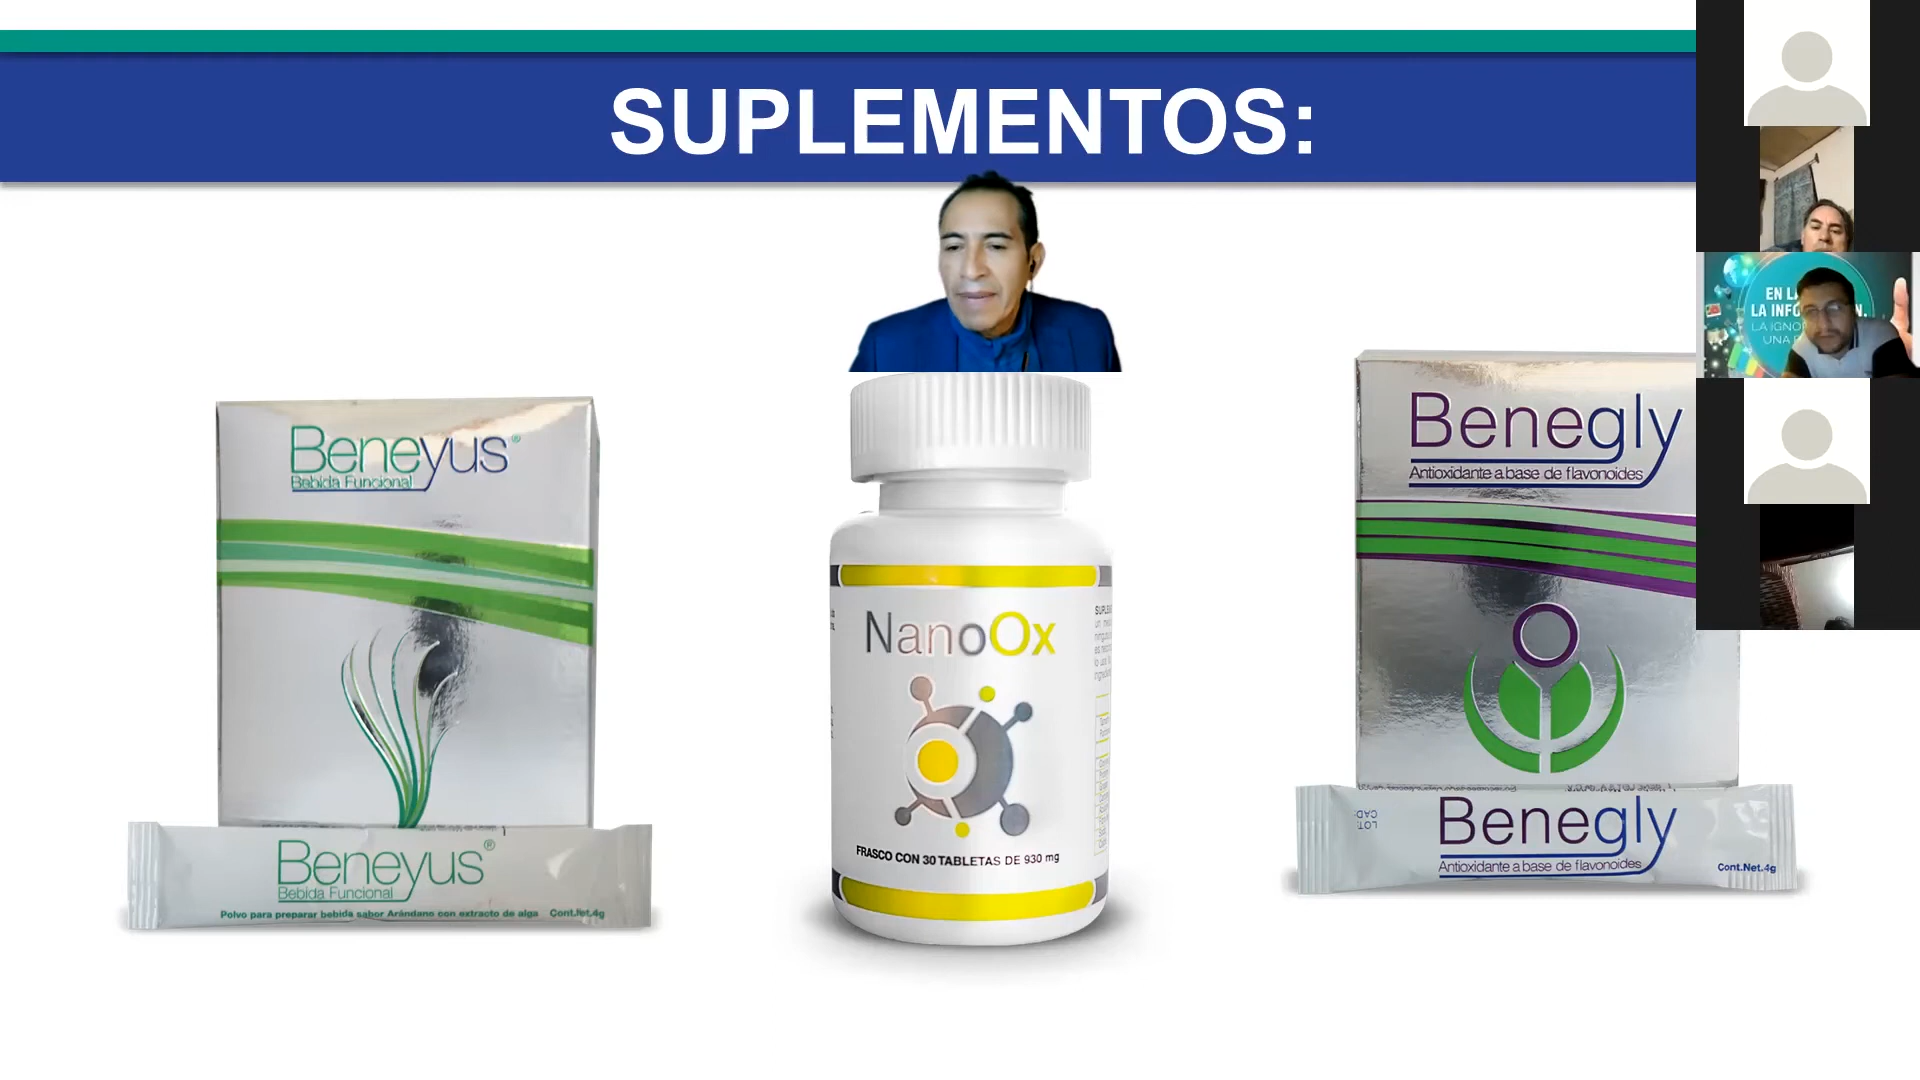 SUPLEMENTOS:
EN L
LA INFO
N.
LA IGNO
UNA
Beneyus®
Bebida Funcional
Beneyus®
Bebida Funcional
Polvo para preparar bebida sabor Arándano con extracto de alga Cont.Net.4g
NanoOx
FRASCO CON 30 TABLETAS DE 930 mg
Benegly
Antioxidante a base de flavonoides
LOT:
CAD:
Benegly
Antioxidante a base de flavonoides
Cont.Net.4g